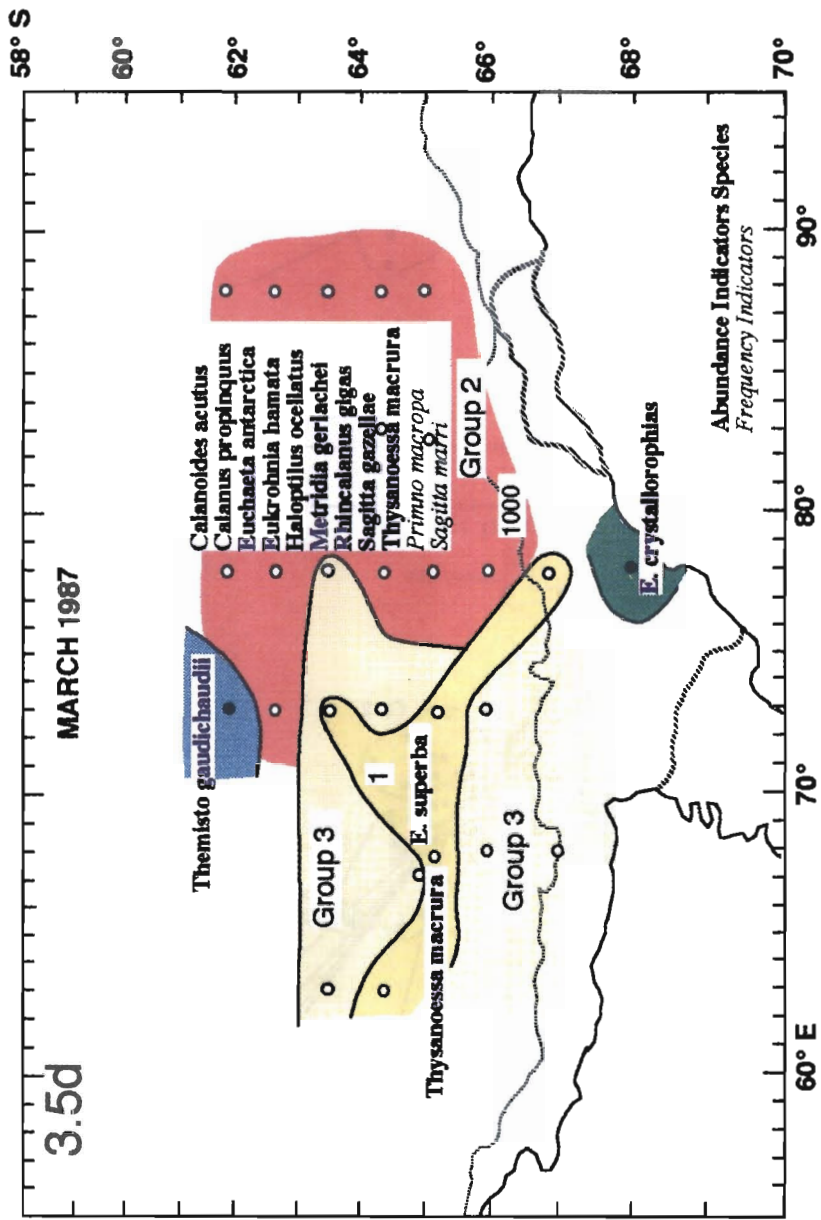 3.5d
MARCH 1987
58° S
60°
62°
64°
66°
68°
70°
Themisto gaudichaudii
Calanoides acutus
Calanus propinquus
Euchaeta antarctica
Eukrohnia hamata
Haloptilus ocellatus
Metridia gerlachei
Rhincalanus gigas
Sagitta gazellae
Thysanoessa macrura
Primno macropa
Sagitta marri
Group 3
1
E. superba
Thysanoessa macrura
Group 2
1000
Group 3
E. crystallorophias
Abundance Indicators Species
Frequency Indicators
60° E
70°
80°
90°